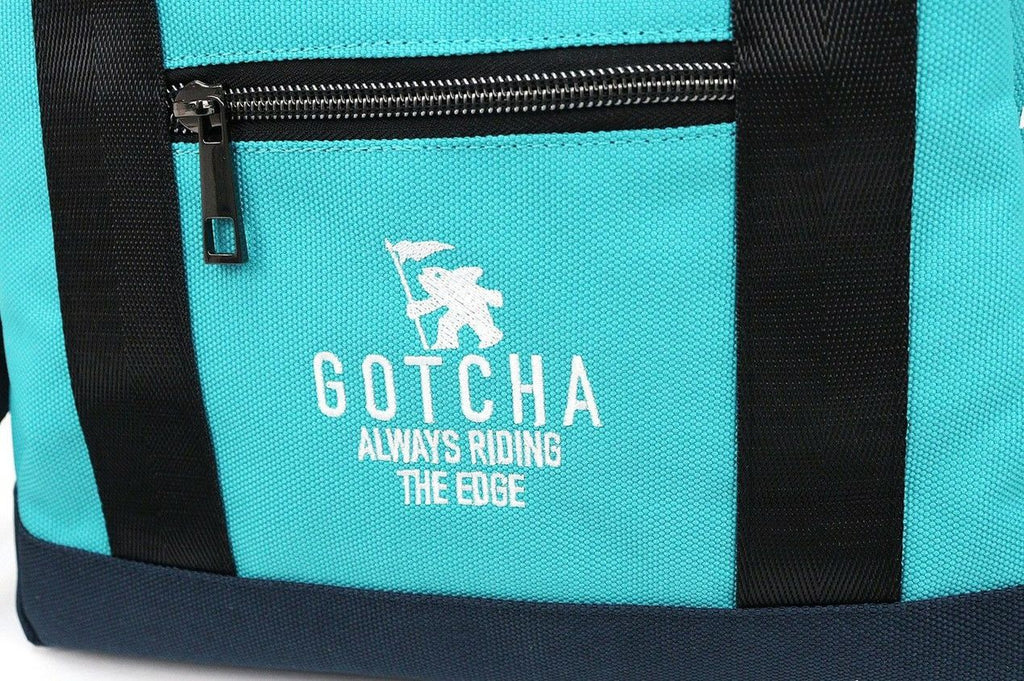 GOTCHA
ALWAYS RIDING
THE EDGE